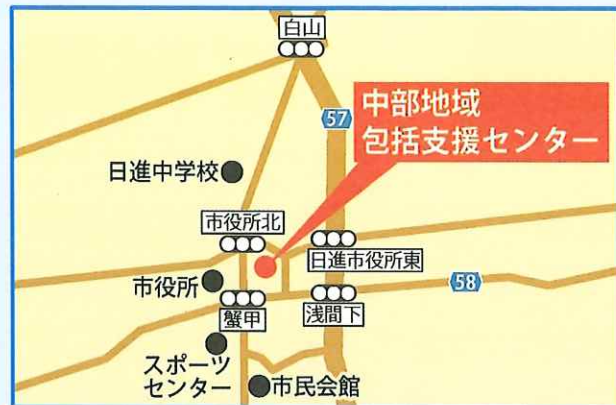 白山
57
中部地域
包括支援センター
日進中学校
市役所北
日進市役所東
市役所
58
蟹甲
浅間下
スポーツ
センター
市民会館